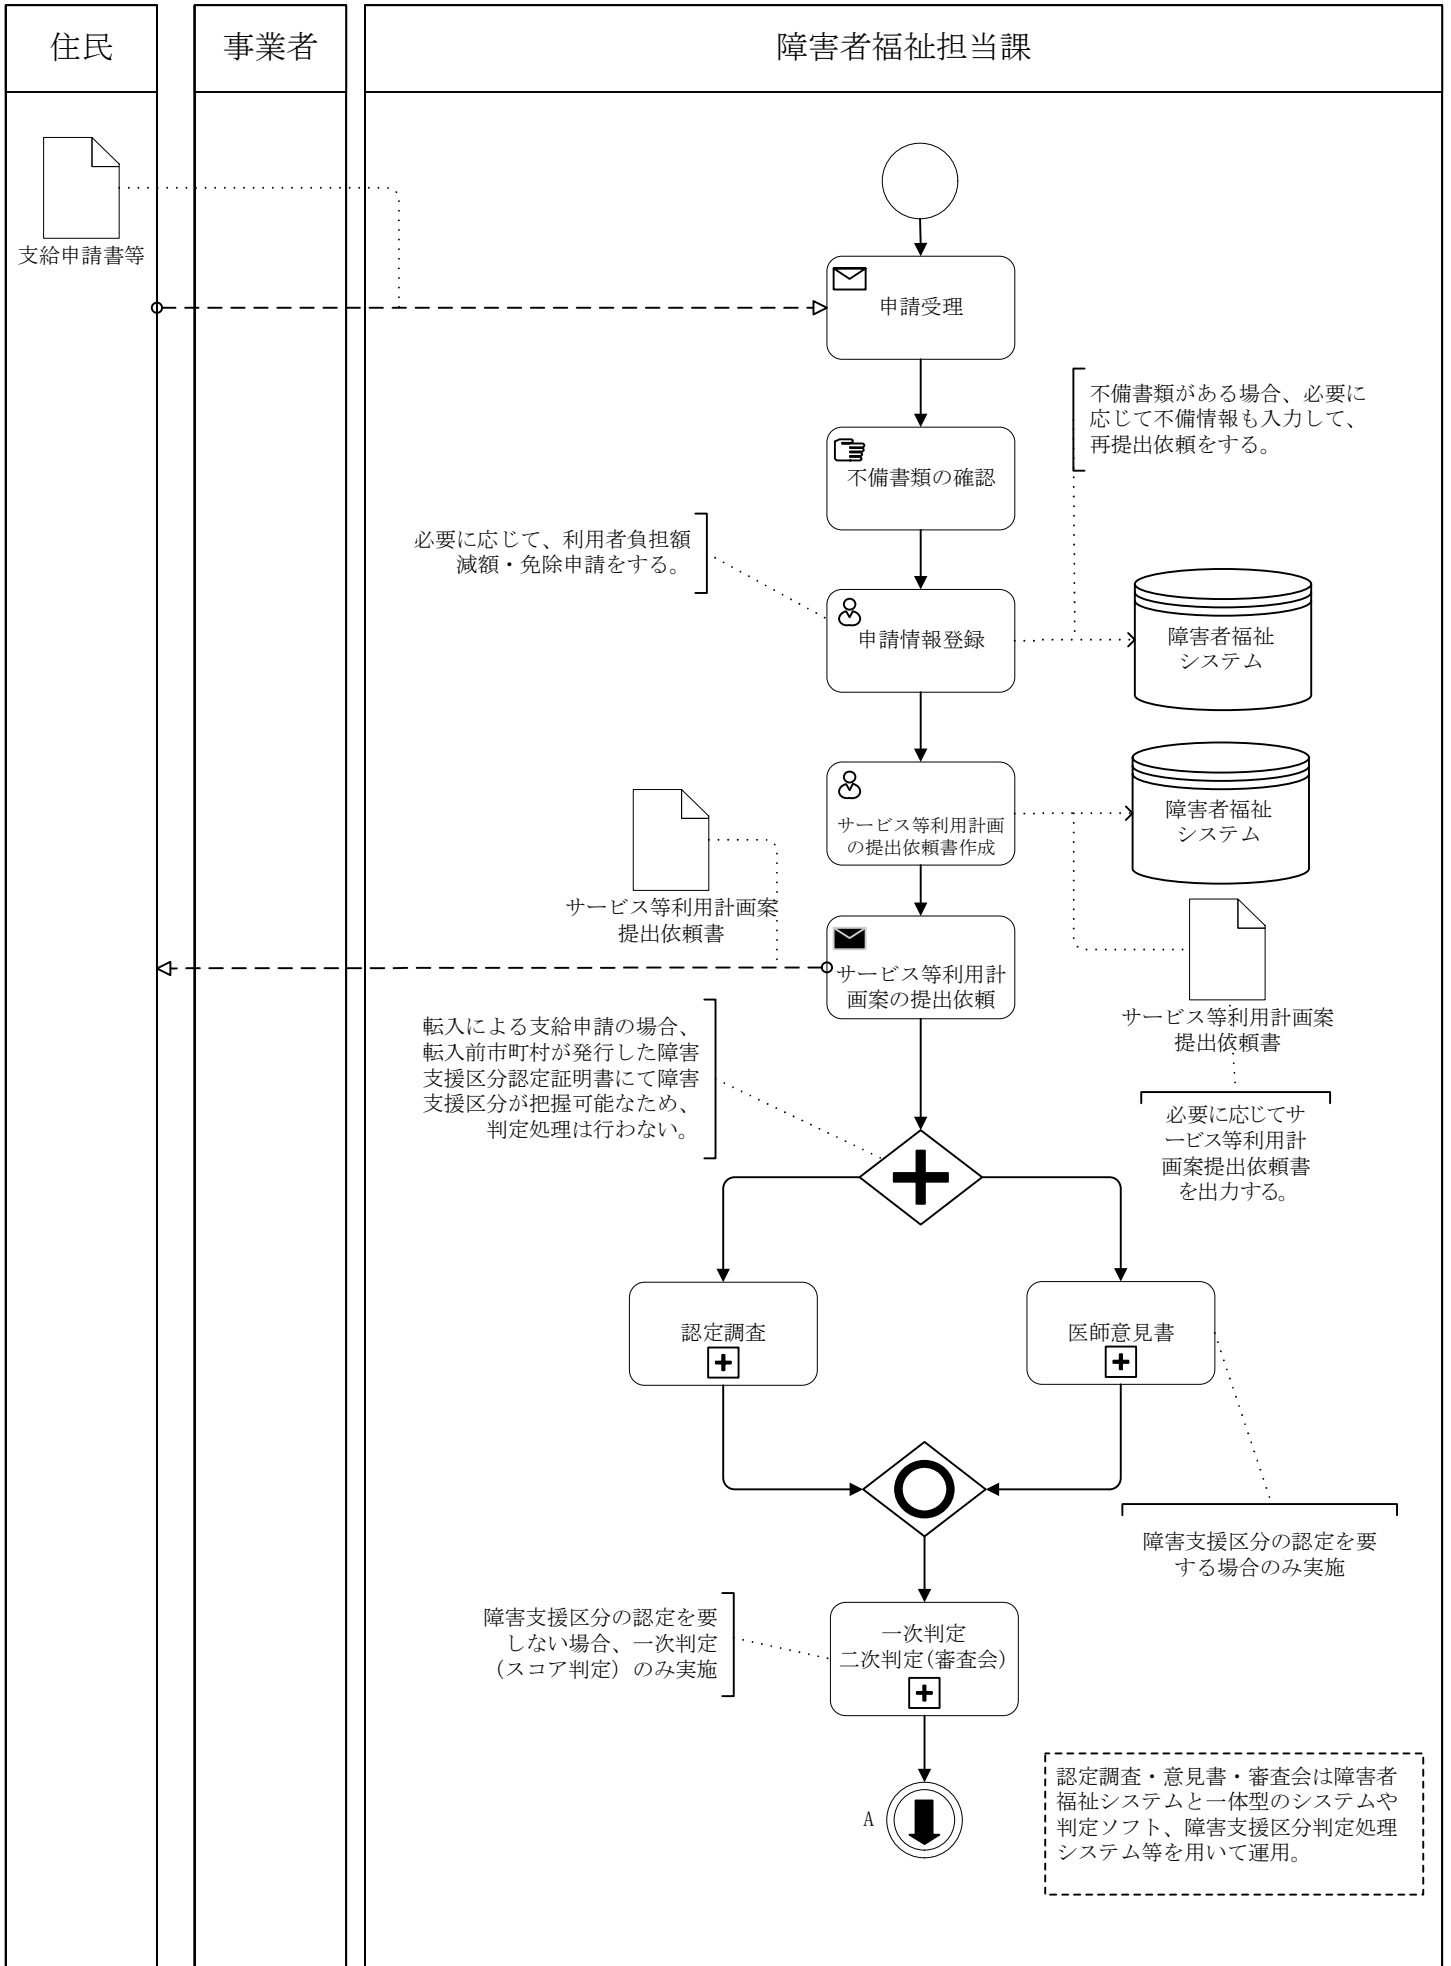 住民
事業者
障害者福祉担当課
支給申請書等
申請受理
不備書類がある場合、必要に
応じて不備情報も入力して、
再提出依頼をする。
不備書類の確認
必要に応じて、利用者負担額
減額・免除申請をする。
申請情報登録
障害者福祉
システム
サービス等利用計画
の提出依頼書作成
障害者福祉
システム
サービス等利用計画案
提出依頼書
サービス等利用計
画案の提出依頼
サービス等利用計画案
提出依頼書
転入による支給申請の場合、
転入前市町村が発行した障害
支援区分認定証明書にて障害
支援区分が把握可能なため、
判定処理は行わない。
必要に応じてサ
ービス等利用計
画案提出依頼書
を出力する。
認定調査
医師意見書
障害支援区分の認定を要
する場合のみ実施
障害支援区分の認定を要
しない場合、一次判定
（スコア判定）のみ実施
一次判定
二次判定(審査会)
A
認定調査・意見書・審査会は障害者
福祉システムと一体型のシステムや
判定ソフト、障害支援区分判定処理
システム等を用いて運用。